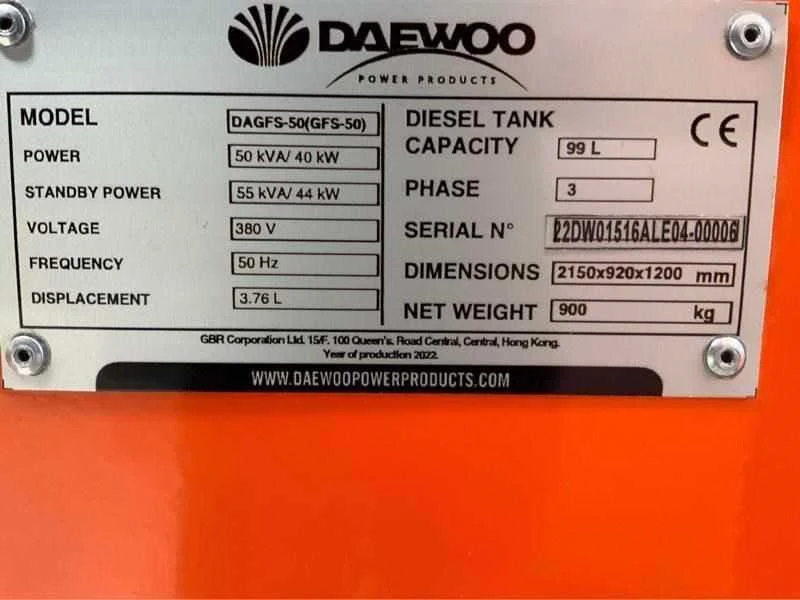 DAEWOO
POWER PRODUCTS
MODEL DAGFS-50(GFS-50)
POWER 50 kVA/ 40 kW
STANDBY POWER 55 kVA/ 44 kW
VOLTAGE 380 V
FREQUENCY 50 Hz
DISPLACEMENT 3.76 L
DIESEL TANK
CAPACITY 99 L
CE
PHASE 3
SERIAL N° 22DW01516ALE04-00006
DIMENSIONS 2150x920x1200 mm
NET WEIGHT 900 kg
GBR Corporation Ltd. 15/F. 100 Queen's. Road Central, Central, Hong Kong.
Year of production 2022.
WWW.DAEWOOPOWERPRODUCTS.COM